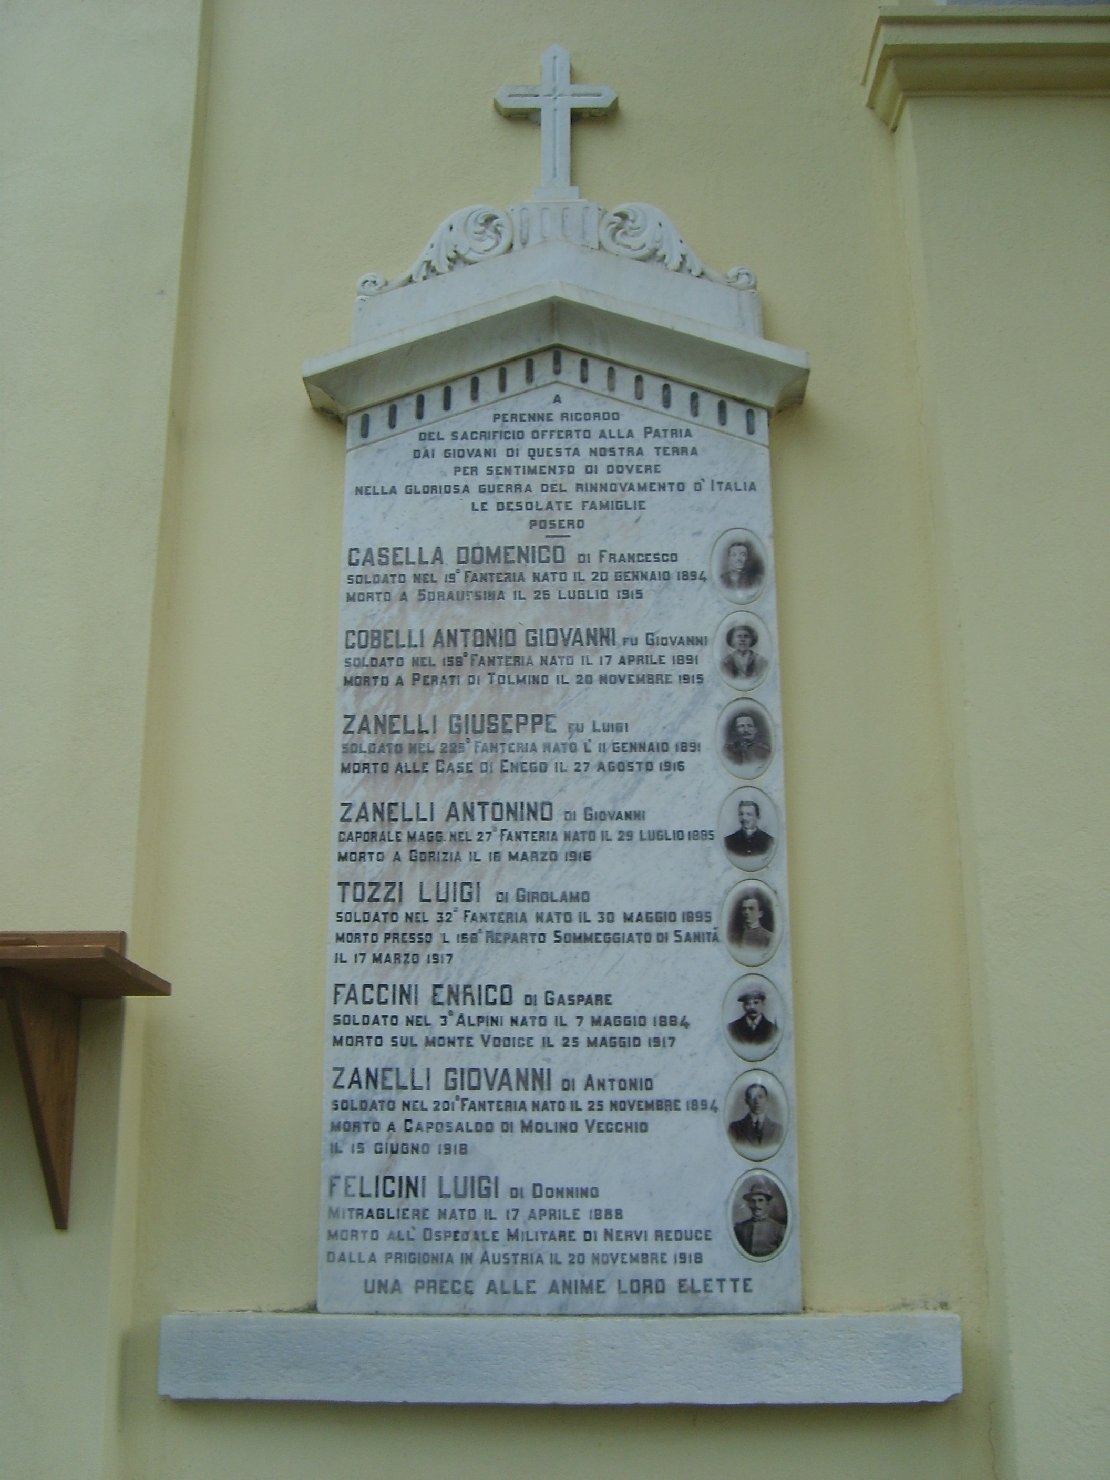 A
PERENNE RICORDO
DEL SACRIFICIO OFFERTO ALLA PATRIA
DAI GIOVANI DI QUESTA NOSTRA TERRA
PER SENTIMENTO DI DOVERE
NELLA GLORIOSA GUERRA DEL RINNOVAMENTO D'ITALIA
LE DESOLATE FAMIGLIE
POSERO
CASELLA DOMENICO DI FRANCESCO
SOLDATO NEL 19° FANTERIA NATO IL 20 GENNAIO 1894
MORTO A SDRAUSSINA IL 25 LUGLIO 1915
COBELLI ANTONIO GIOVANNI FU GIOVANNI
SOLDATO NEL 158° FANTERIA NATO IL 17 APRILE 1891
MORTO A PERATI DI TOLMINO IL 20 NOVEMBRE 1915
ZANELLI GIUSEPPE FU LUIGI
SOLDATO NEL 225° FANTERIA NATO L'11 GENNAIO 1891
MORTO ALLE CASE DI ENEGO IL 27 AGOSTO 1916
ZANELLI ANTONINO DI GIOVANNI
CAPORALE MAGG. NEL 27° FANTERIA NATO IL 29 LUGLIO 1885
MORTO A GORIZIA IL 18 MARZO 1916
TOZZI LUIGI DI GIROLAMO
SOLDATO NEL 32° FANTERIA NATO IL 30 MAGGIO 1895
MORTO PRESSO L 158° REPARTO SOMMEGGIATO DI SANITÀ
IL 17 MARZO 1917
FACCINI ENRICO DI GASPARE
SOLDATO NEL 3° ALPINI NATO IL 7 MAGGIO 1884
MORTO SUL MONTE VODICE IL 25 MAGGIO 1917
ZANELLI GIOVANNI DI ANTONIO
SOLDATO NEL 201° FANTERIA NATO IL 25 NOVEMBRE 1894
MORTO A CAPOSALDO DI MOLINO VECCHIO
IL 15 GIUGNO 1918
FELICINI LUIGI DI DONNINO
MITRAGLIERE NATO IL 17 APRILE 1888
MORTO ALL'OSPEDALE MILITARE DI NERVI REDUCE
DALLA PRIGIONIA IN AUSTRIA IL 20 NOVEMBRE 1918
UNA PRECE ALLE ANIME LORO ELETTE